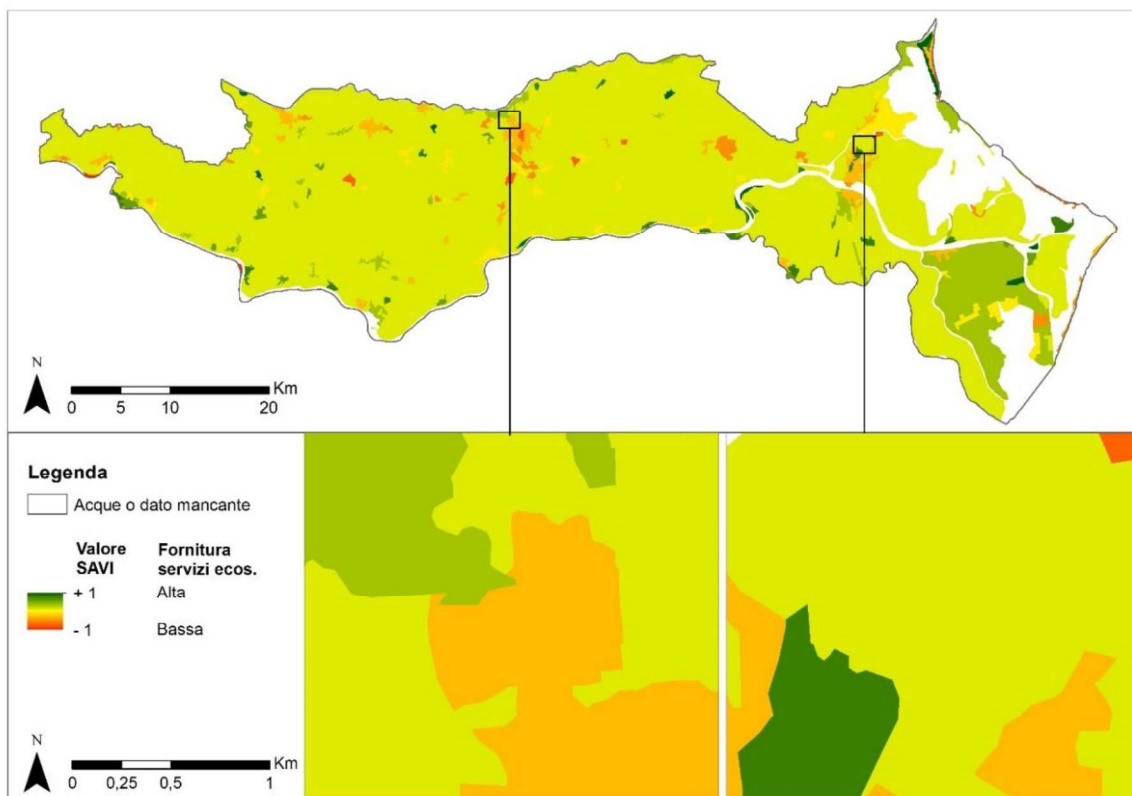 N
Km
0 5 10 20
Legenda
Acque o dato mancante
Valore SAVI
Fornitura servizi ecos.
+ 1 Alta
- 1 Bassa
N
Km
0 0,25 0,5 1